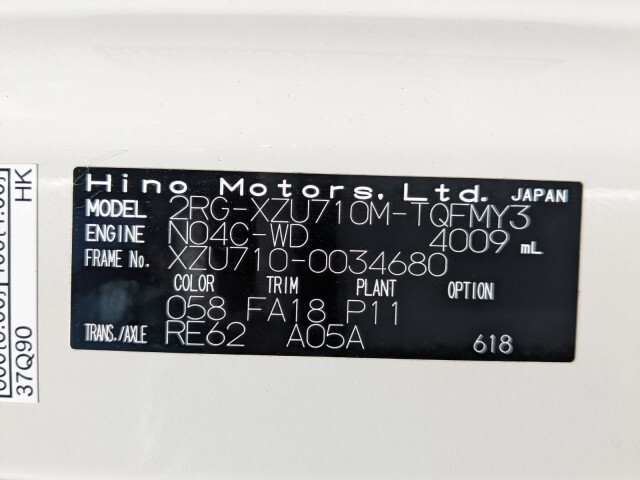 Hino Motors, Ltd. JAPAN
MODEL 2RG-XZU710M-TQFMY3
ENGINE N04C-WD 4009 mL
FRAME No. XZU710-0034680
COLOR TRIM PLANT OPTION
058 FA18 P11
TRANS./AXLE RE62 A05A 618
HK
37Q90